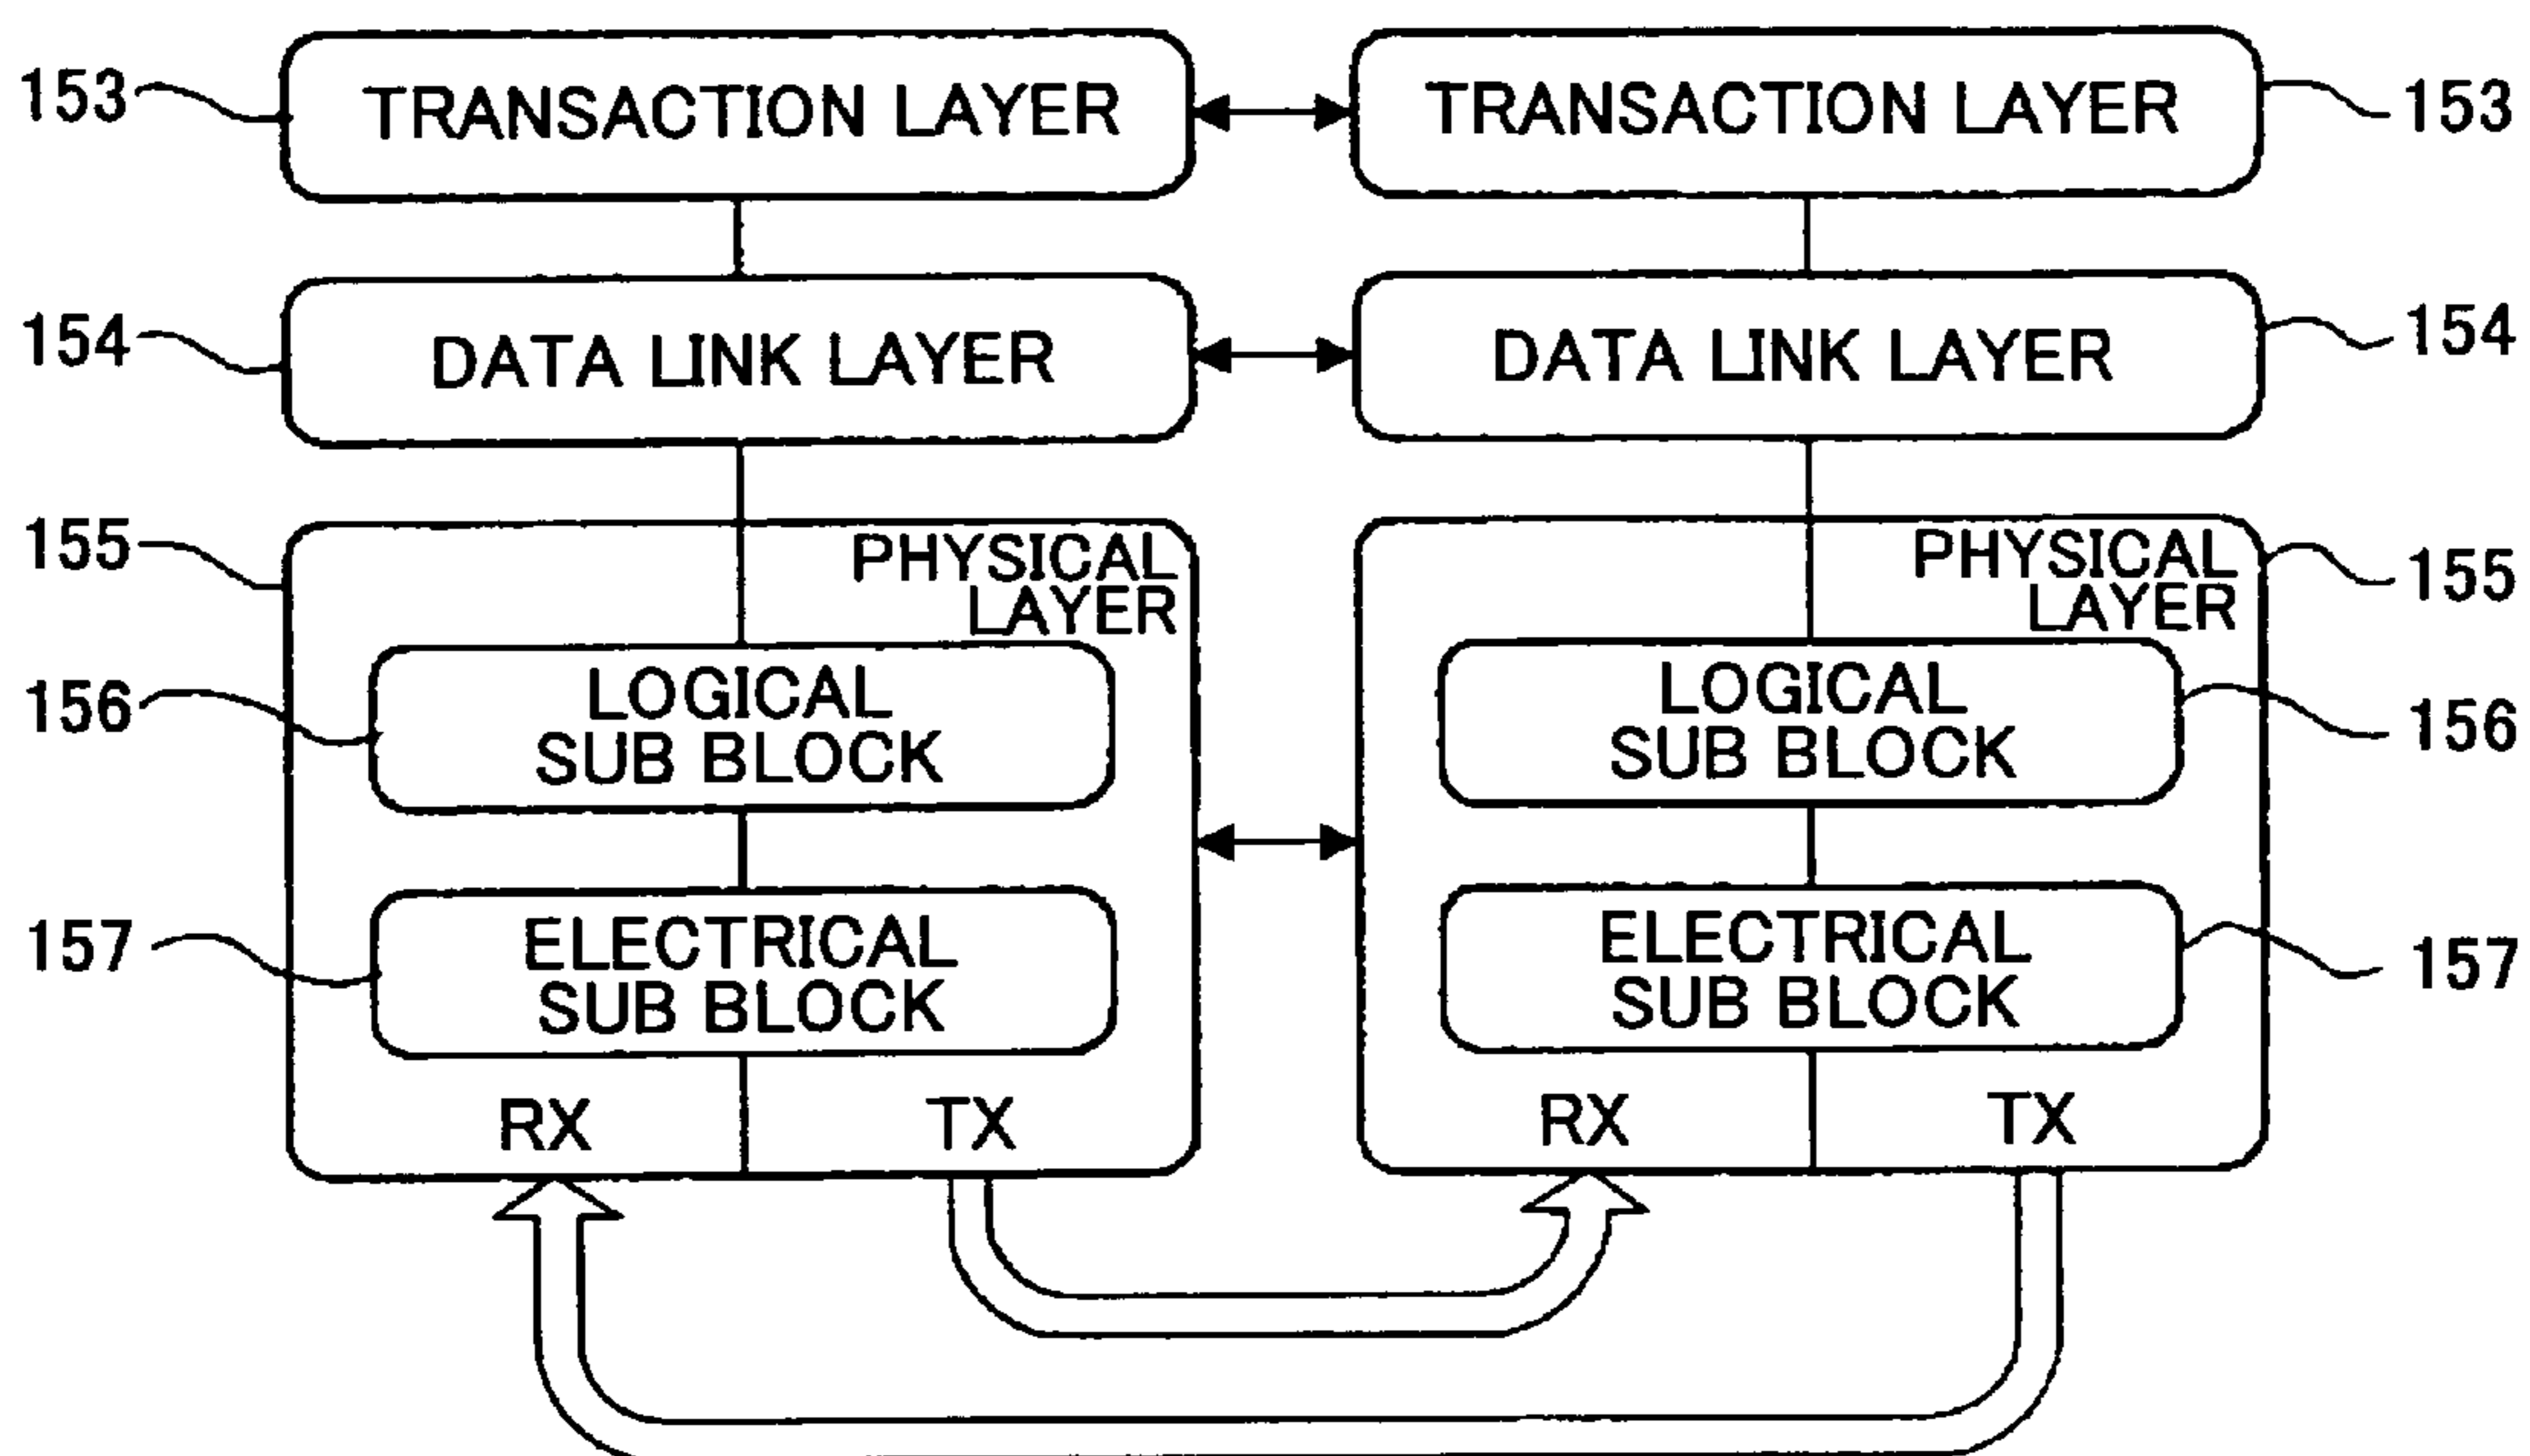 153 TRANSACTION LAYER TRANSACTION LAYER 153
154 DATA LINK LAYER DATA LINK LAYER 154
155 PHYSICAL PHYSICAL 155
LAYER LAYER
156 LOGICAL LOGICAL 156
SUB BLOCK SUB BLOCK
157 ELECTRICAL ELECTRICAL 157
SUB BLOCK SUB BLOCK
RX TX RX TX